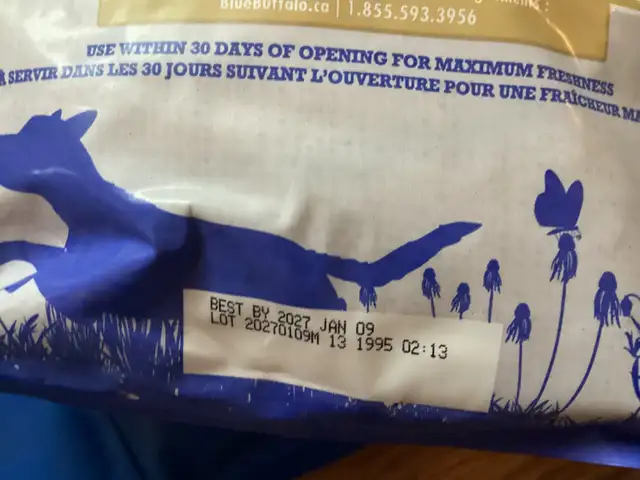 BlueBuffalo.ca | 1.855.593.3956
USE WITHIN 30 DAYS OF OPENING FOR MAXIMUM FRESHNESS
SERVIR DANS LES 30 JOURS SUIVANT L'OUVERTURE POUR UNE FRAÎCHEUR
BEST BY 2027 JAN 09
LOT 20270109M 13 1995 02:13